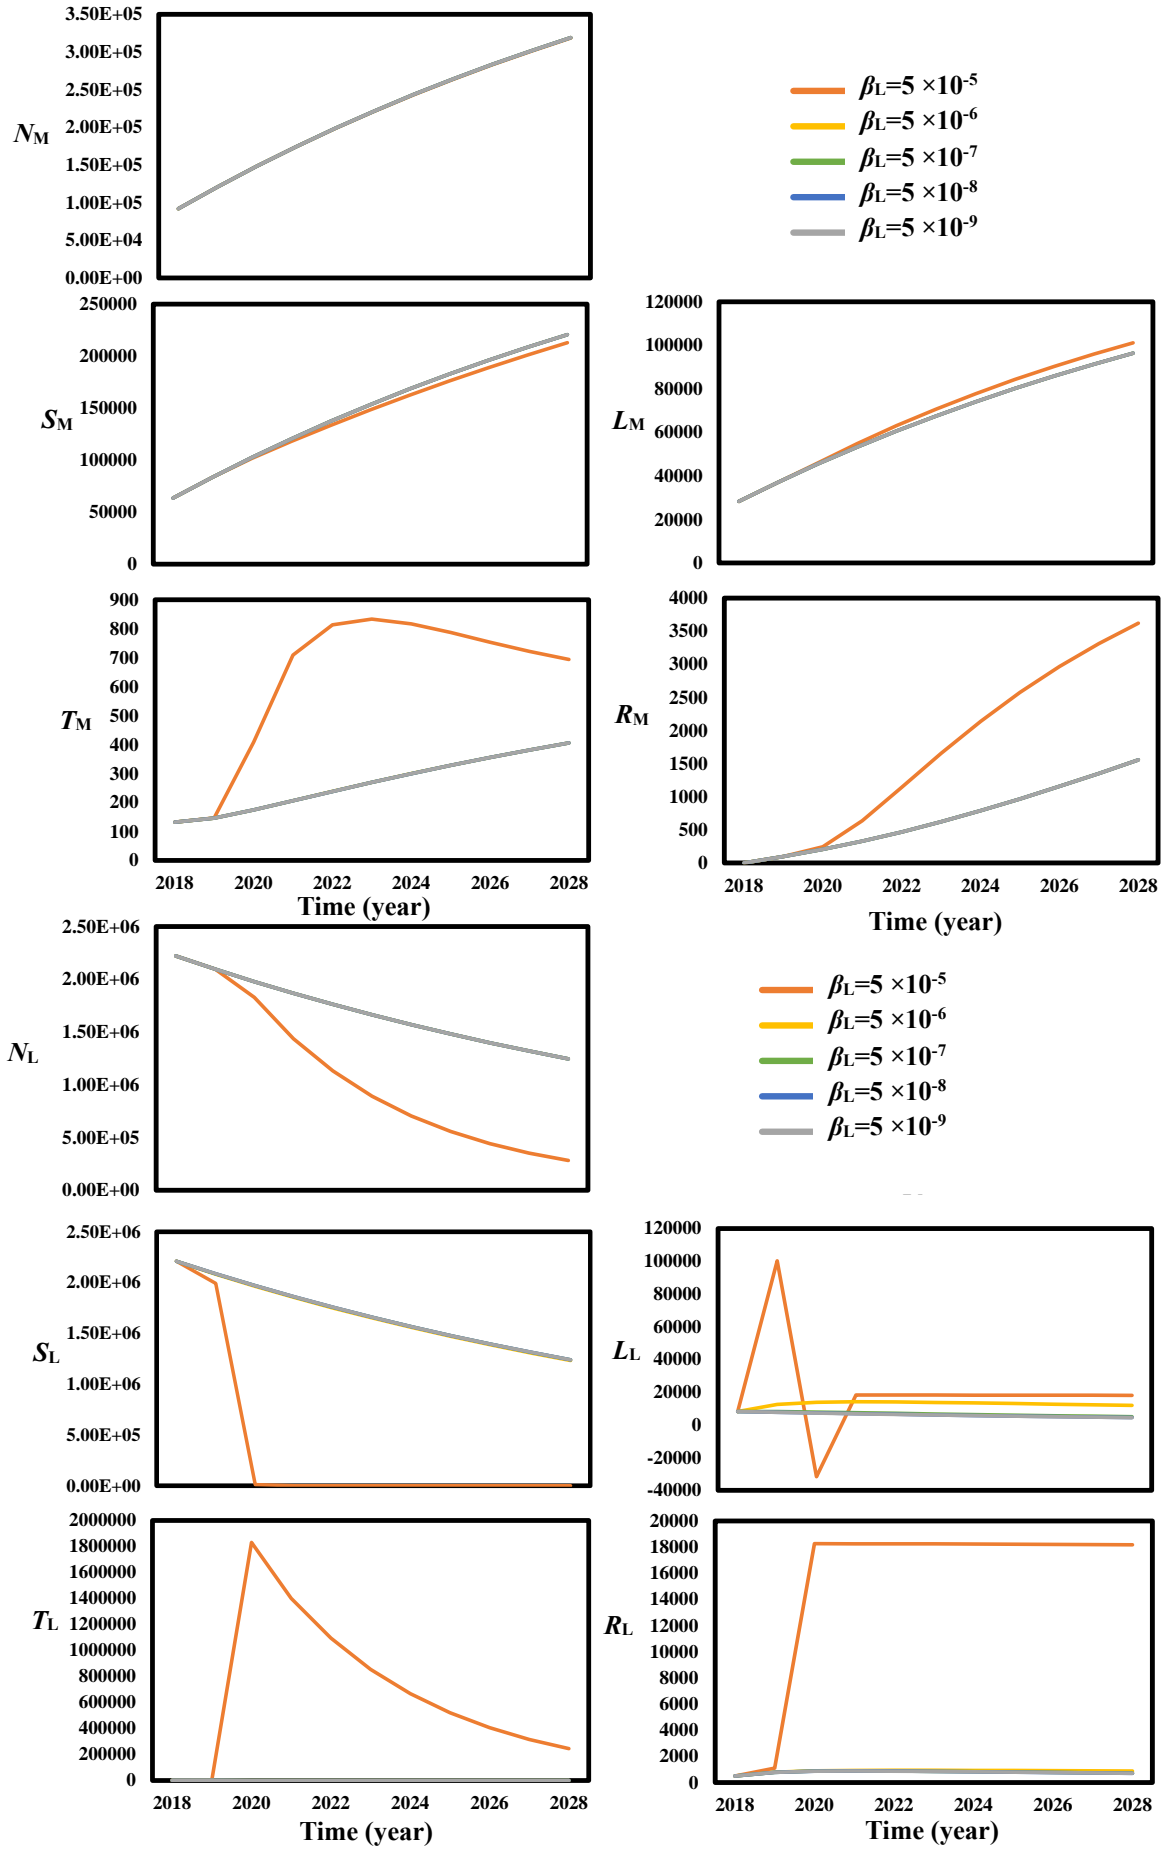 3.50E+05
3.00E+05
2.50E+05
2.00E+05
1.50E+05
1.00E+05
5.00E+04
0.00E+00
N_M
β_L=5 ×10^-5
β_L=5 ×10^-6
β_L=5 ×10^-7
β_L=5 ×10^-8
β_L=5 ×10^-9
250000
200000
150000
100000
50000
0
S_M
120000
100000
80000
60000
40000
20000
0
L_M
900
800
700
600
500
400
300
200
100
0
T_M
2018 2020 2022 2024 2026 2028
Time (year)
4000
3500
3000
2500
2000
1500
1000
500
0
R_M
2018 2020 2022 2024 2026 2028
Time (year)
2.50E+06
2.00E+06
1.50E+06
1.00E+06
5.00E+05
0.00E+00
N_L
β_L=5 ×10^-5
β_L=5 ×10^-6
β_L=5 ×10^-7
β_L=5 ×10^-8
β_L=5 ×10^-9
2.50E+06
2.00E+06
1.50E+06
1.00E+06
5.00E+05
0.00E+00
S_L
120000
100000
80000
60000
40000
20000
0
-20000
-40000
L_L
2000000
1800000
1600000
1400000
1200000
1000000
800000
600000
400000
200000
0
T_L
2018 2020 2022 2024 2026 2028
Time (year)
20000
18000
16000
14000
12000
10000
8000
6000
4000
2000
0
R_L
2018 2020 2022 2024 2026 2028
Time (year)